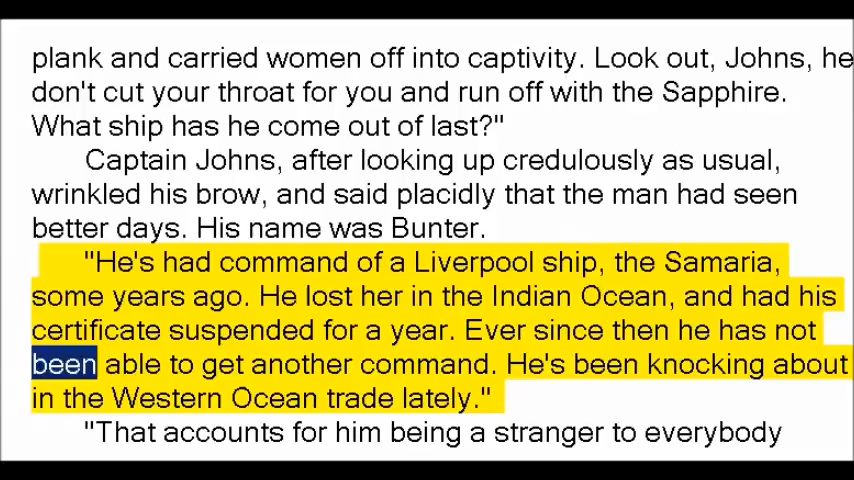 plank and carried women off into captivity. Look out, Johns, he
don't cut your throat for you and run off with the Sapphire.
What ship has he come out of last?"
Captain Johns, after looking up credulously as usual,
wrinkled his brow, and said placidly that the man had seen
better days. His name was Bunter.
"He's had command of a Liverpool ship, the Samaria,
some years ago. He lost her in the Indian Ocean, and had his
certificate suspended for a year. Ever since then he has not
been able to get another command. He's been knocking about
in the Western Ocean trade lately."
"That accounts for him being a stranger to everybody